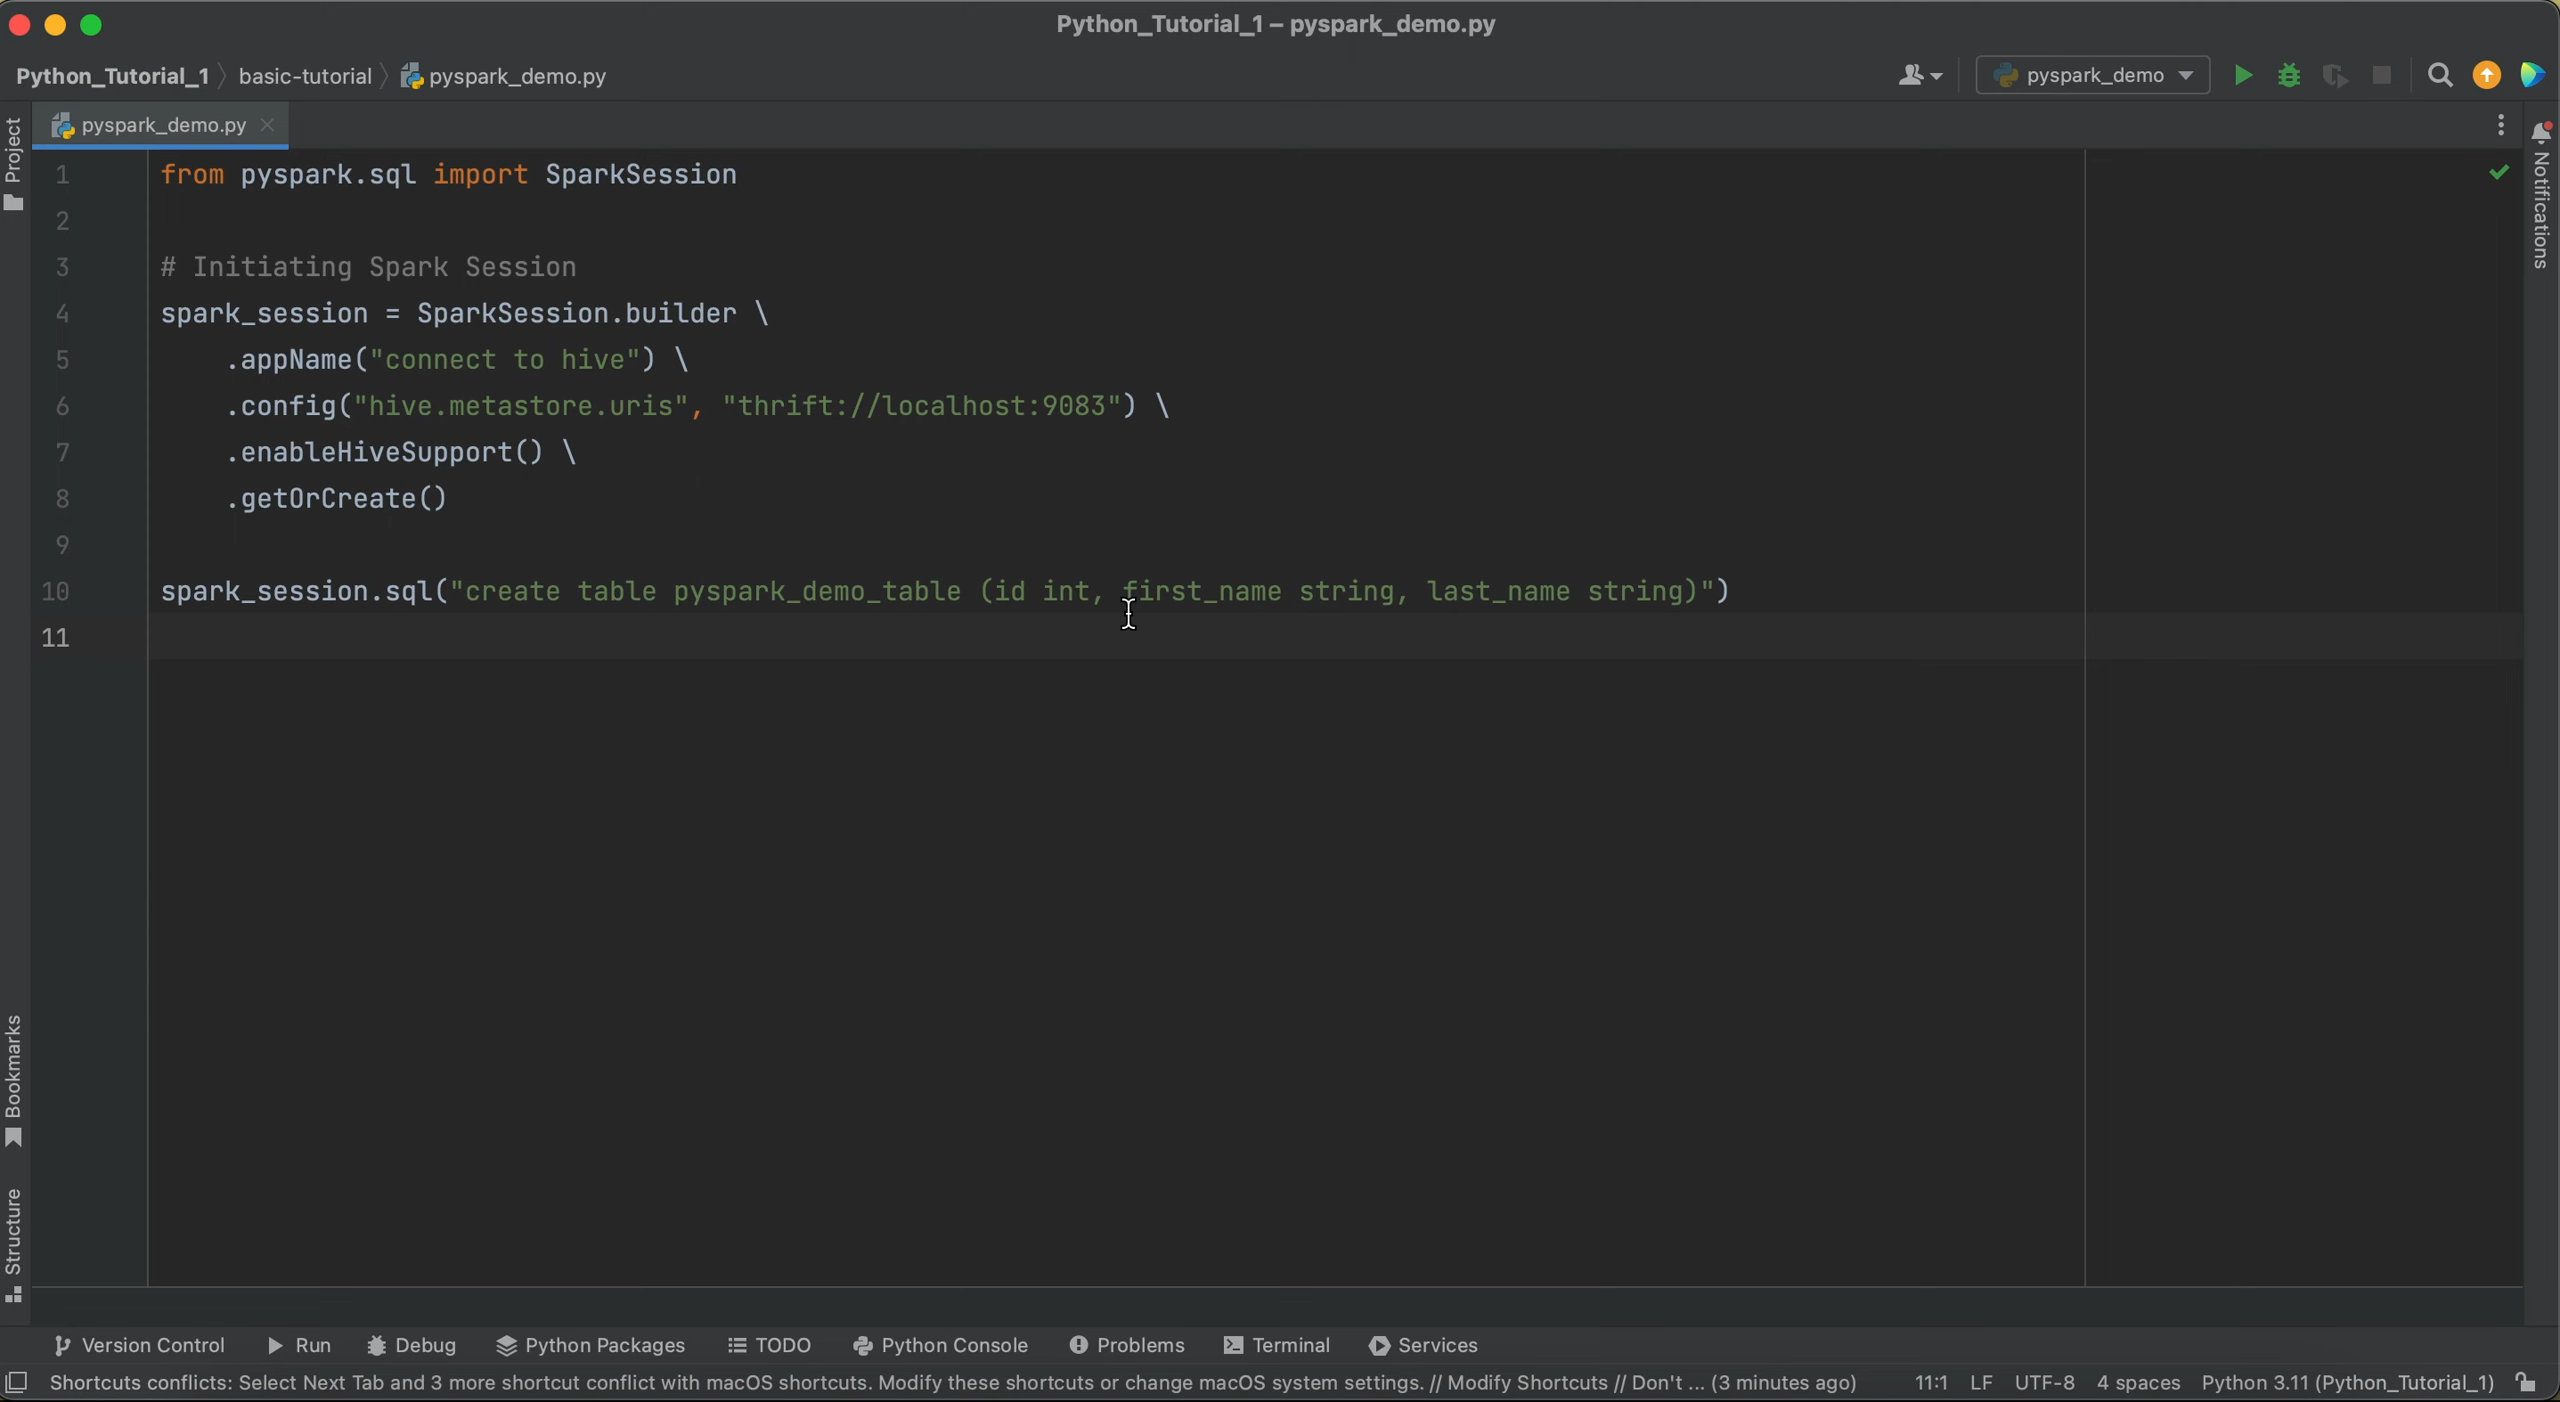 Python_Tutorial_1 – pyspark_demo.py
Python_Tutorial_1 basic-tutorial pyspark_demo.py pyspark_demo
Project
pyspark_demo.py
Notifications
1 from pyspark.sql import SparkSession
2
3 # Initiating Spark Session
4 spark_session = SparkSession.builder \
5     .appName("connect to hive") \
6     .config("hive.metastore.uris", "thrift://localhost:9083") \
7     .enableHiveSupport() \
8     .getOrCreate()
9
10 spark_session.sql("create table pyspark_demo_table (id int, first_name string, last_name string)")
11
Bookmarks
Structure
Version Control Run Debug Python Packages TODO Python Console Problems Terminal Services
Shortcuts conflicts: Select Next Tab and 3 more shortcut conflict with macOS shortcuts. Modify these shortcuts or change macOS system settings. // Modify Shortcuts // Don't ... (3 minutes ago) 11:1 LF UTF-8 4 spaces Python 3.11 (Python_Tutorial_1)